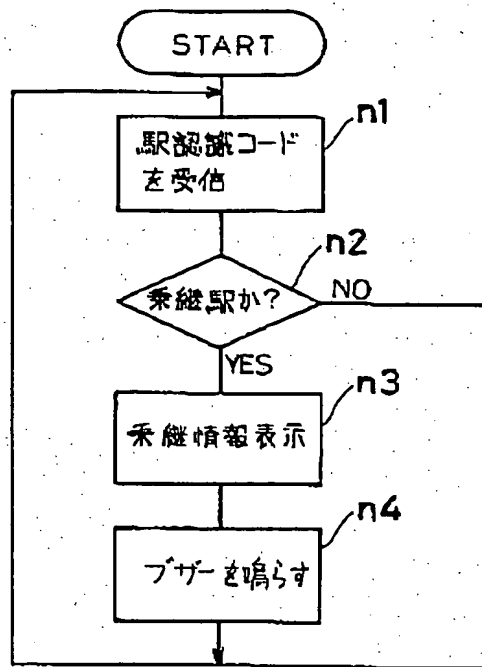 START
n1
駅認識コード
を受信
n2
乗継駅か?
NO
YES
n3
乗継情報表示
n4
ブザーを鳴らす